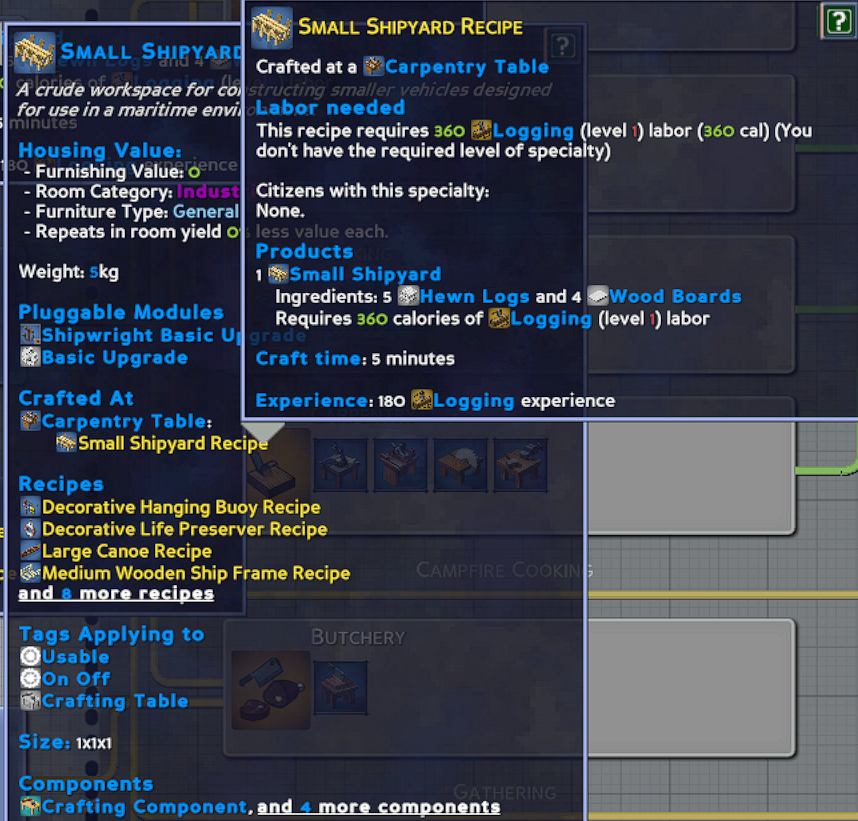 Small Shipyard Recipe
Crafted at a Carpentry Table
Labor needed
This recipe requires 360 Logging (level 1) labor (360 cal) (You
don't have the required level of specialty)
Citizens with this specialty:
None.
Products
1 Small Shipyard
Ingredients: 5 Hewn Logs and 4 Wood Boards
Requires 360 calories of Logging (level 1) labor
Craft time: 5 minutes
Experience: 180 Logging experience
?
Small Shipyard
?
A crude workspace for constructing smaller vehicles designed
for use in a maritime envi
minutes
Housing Value:
- Furnishing Value: 0
- Room Category: Indust
- Furniture Type: General
- Repeats in room yield 0% less value each.
Weight: 5kg
Pluggable Modules
Shipwright Basic Upgrade
Basic Upgrade
Crafted At
Carpentry Table:
Small Shipyard Recipe
Recipes
Decorative Hanging Buoy Recipe
Decorative Life Preserver Recipe
Large Canoe Recipe
Medium Wooden Ship Frame Recipe
and 8 more recipes
Tags Applying to
Usable
On Off
Crafting Table
Size: 1x1x1
Components
Crafting Component, and 4 more components
Campfire Cooking
Butchery
Gathering